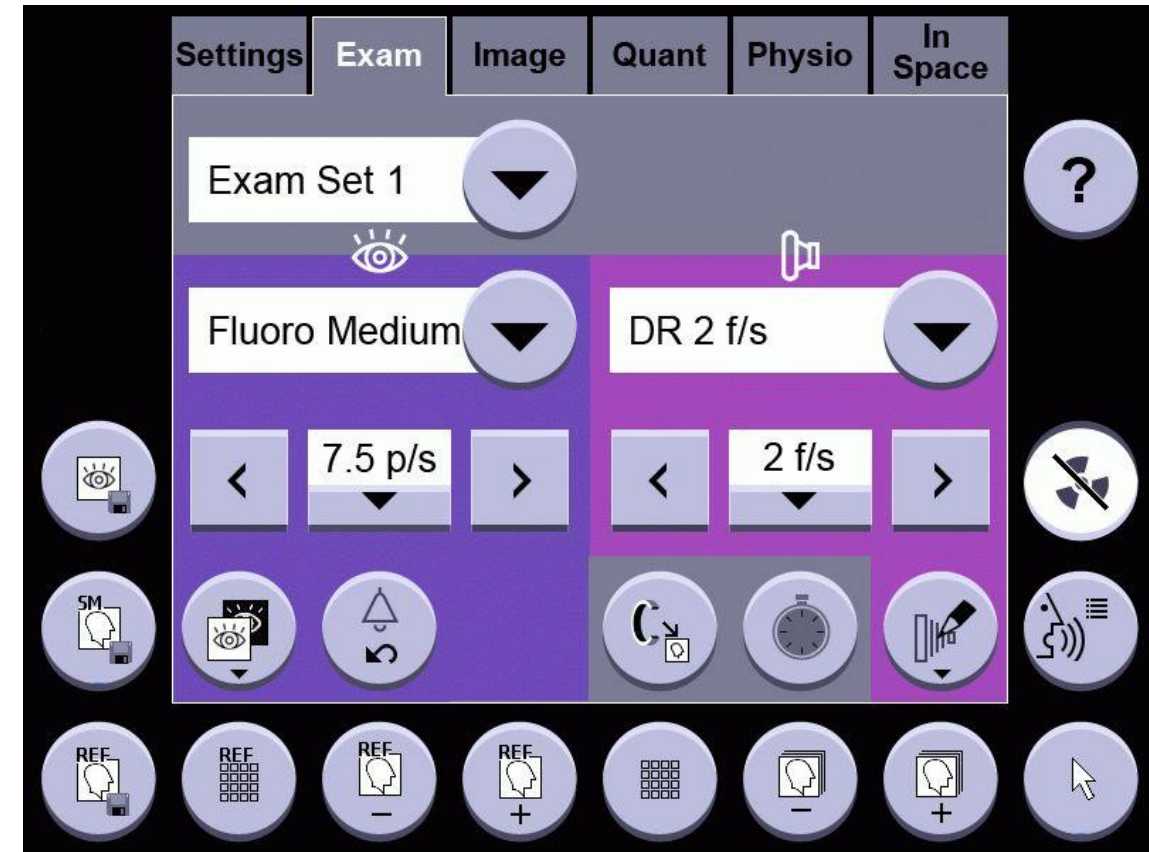 Settings
Exam
Image
Quant
Physio
In
Space
Exam Set 1
?
Fluoro Medium
DR 2 f/s
<
7.5 p/s
>
<
2 f/s
>
SM
REF
REF
REF
–
REF
+
–
+